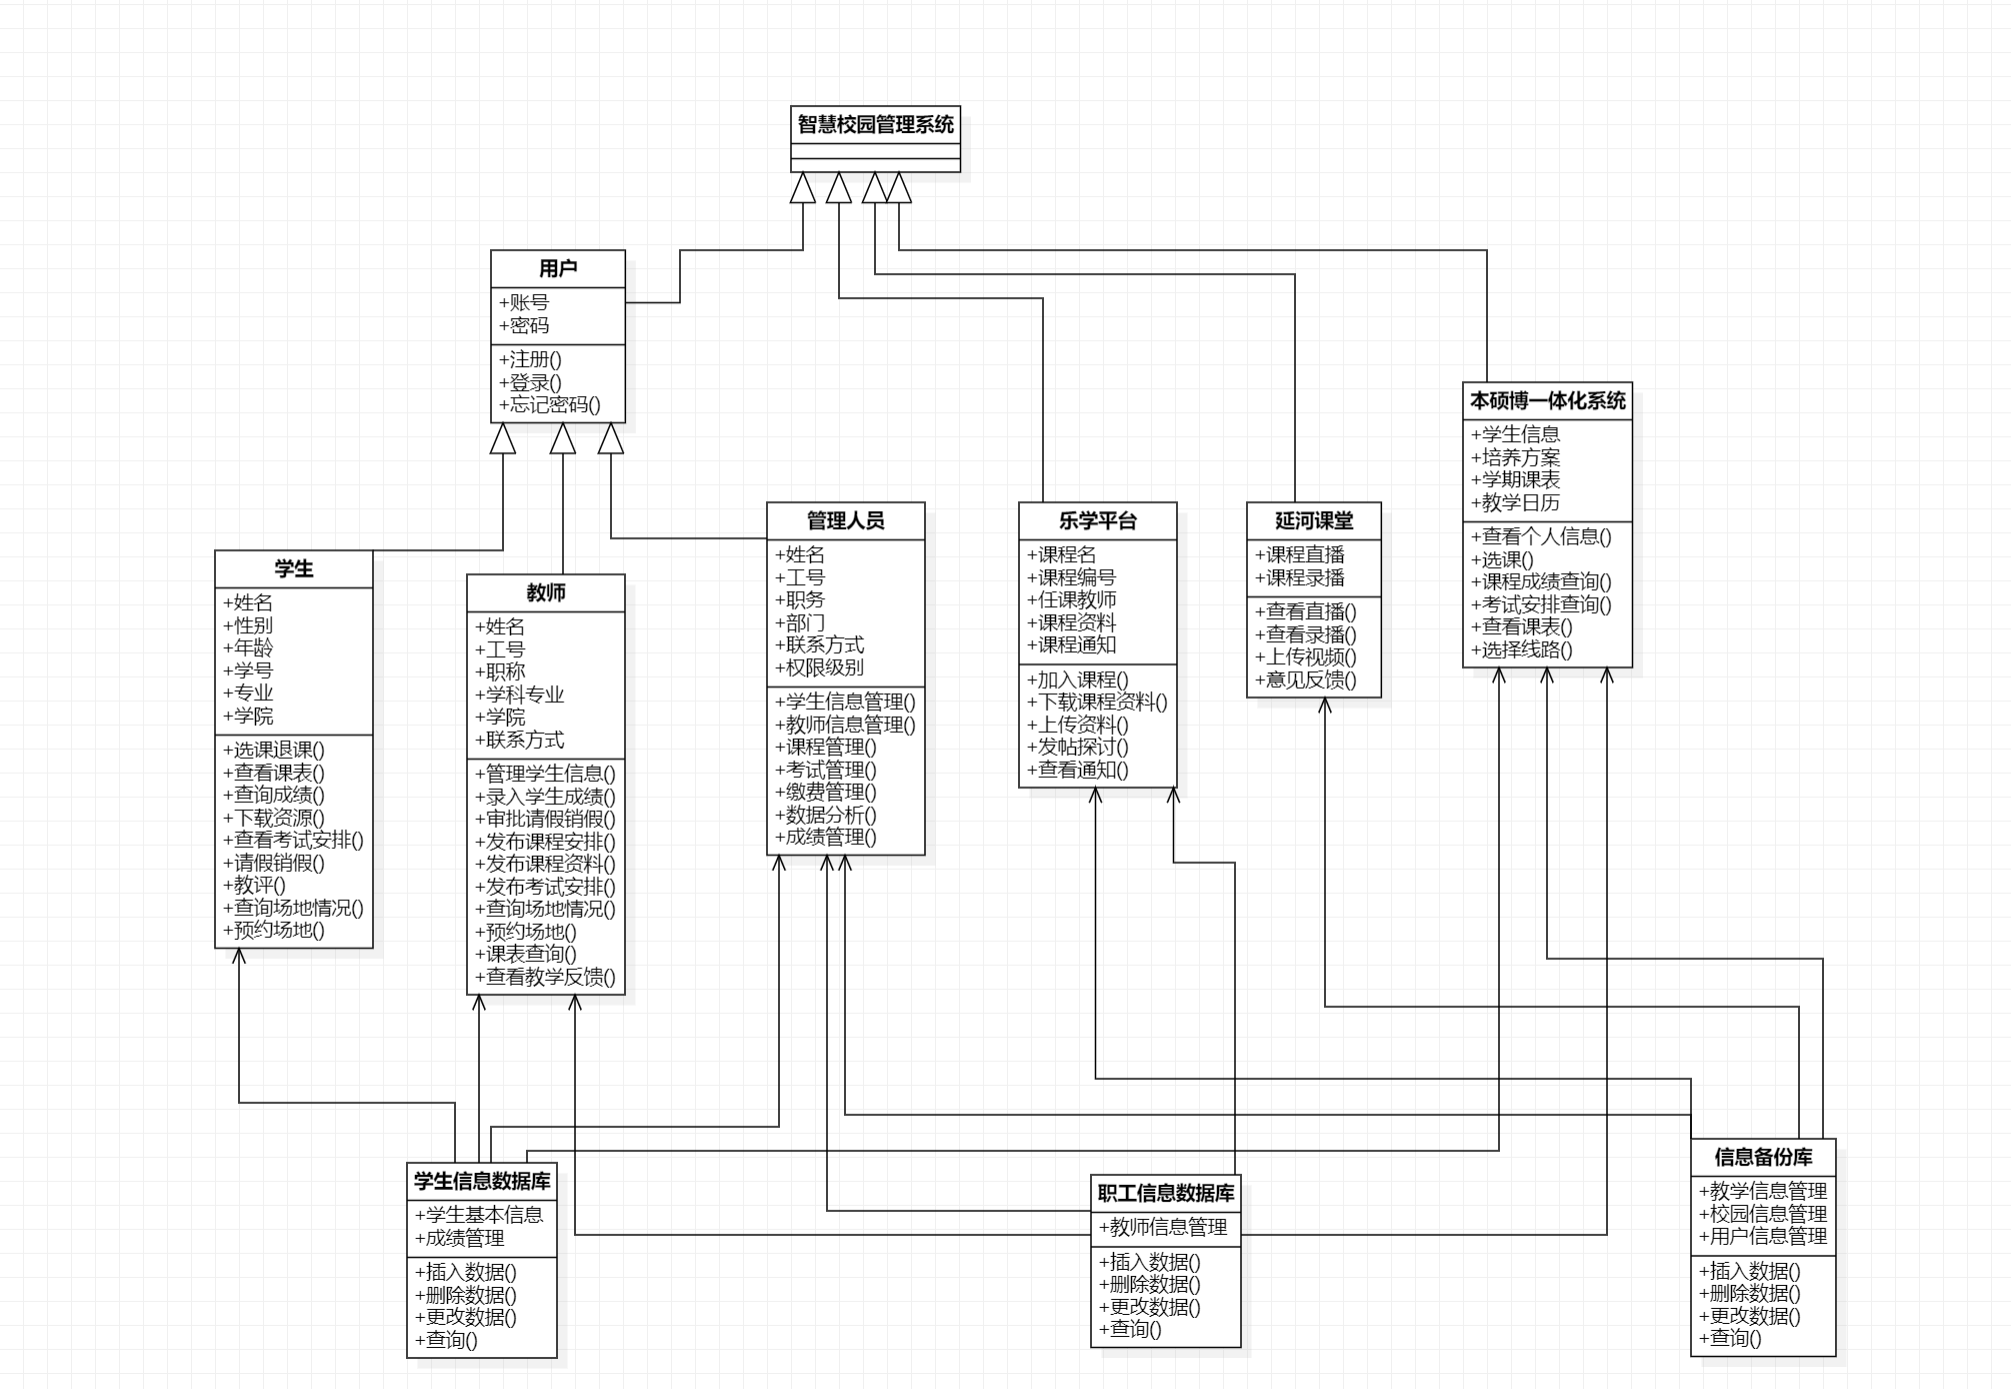 智慧校园管理系统
用户
+账号
+密码
+注册()
+登录()
+忘记密码()
学生
+姓名
+性别
+年龄
+学号
+专业
+学院
+选课退课()
+查看课表()
+查询成绩()
+下载资源()
+查看考试安排()
+请假销假()
+教评()
+查询场地情况()
+预约场地()
教师
+姓名
+工号
+职称
+学科专业
+学院
+联系方式
+管理学生信息()
+录入学生成绩()
+审批请假销假()
+发布课程安排()
+发布课程资料()
+发布考试安排()
+查询场地情况()
+预约场地()
+课表查询()
+查看教学反馈()
管理人员
+姓名
+工号
+职务
+部门
+联系方式
+权限级别
+学生信息管理()
+教师信息管理()
+课程管理()
+考试管理()
+缴费管理()
+数据分析()
+成绩管理()
乐学平台
+课程名
+课程编号
+任课教师
+课程资料
+课程通知
+加入课程()
+下载课程资料()
+上传资料()
+发帖探讨()
+查看通知()
延河课堂
+课程直播
+课程录播
+查看直播()
+查看录播()
+上传视频()
+意见反馈()
本硕博一体化系统
+学生信息
+培养方案
+学期课表
+教学日历
+查看个人信息()
+选课()
+课程成绩查询()
+考试安排查询()
+查看课表()
+选择线路()
学生信息数据库
+学生基本信息
+成绩管理
+插入数据()
+删除数据()
+更改数据()
+查询()
职工信息数据库
+教师信息管理
+插入数据()
+删除数据()
+更改数据()
+查询()
信息备份库
+教学信息管理
+校园信息管理
+用户信息管理
+插入数据()
+删除数据()
+更改数据()
+查询()